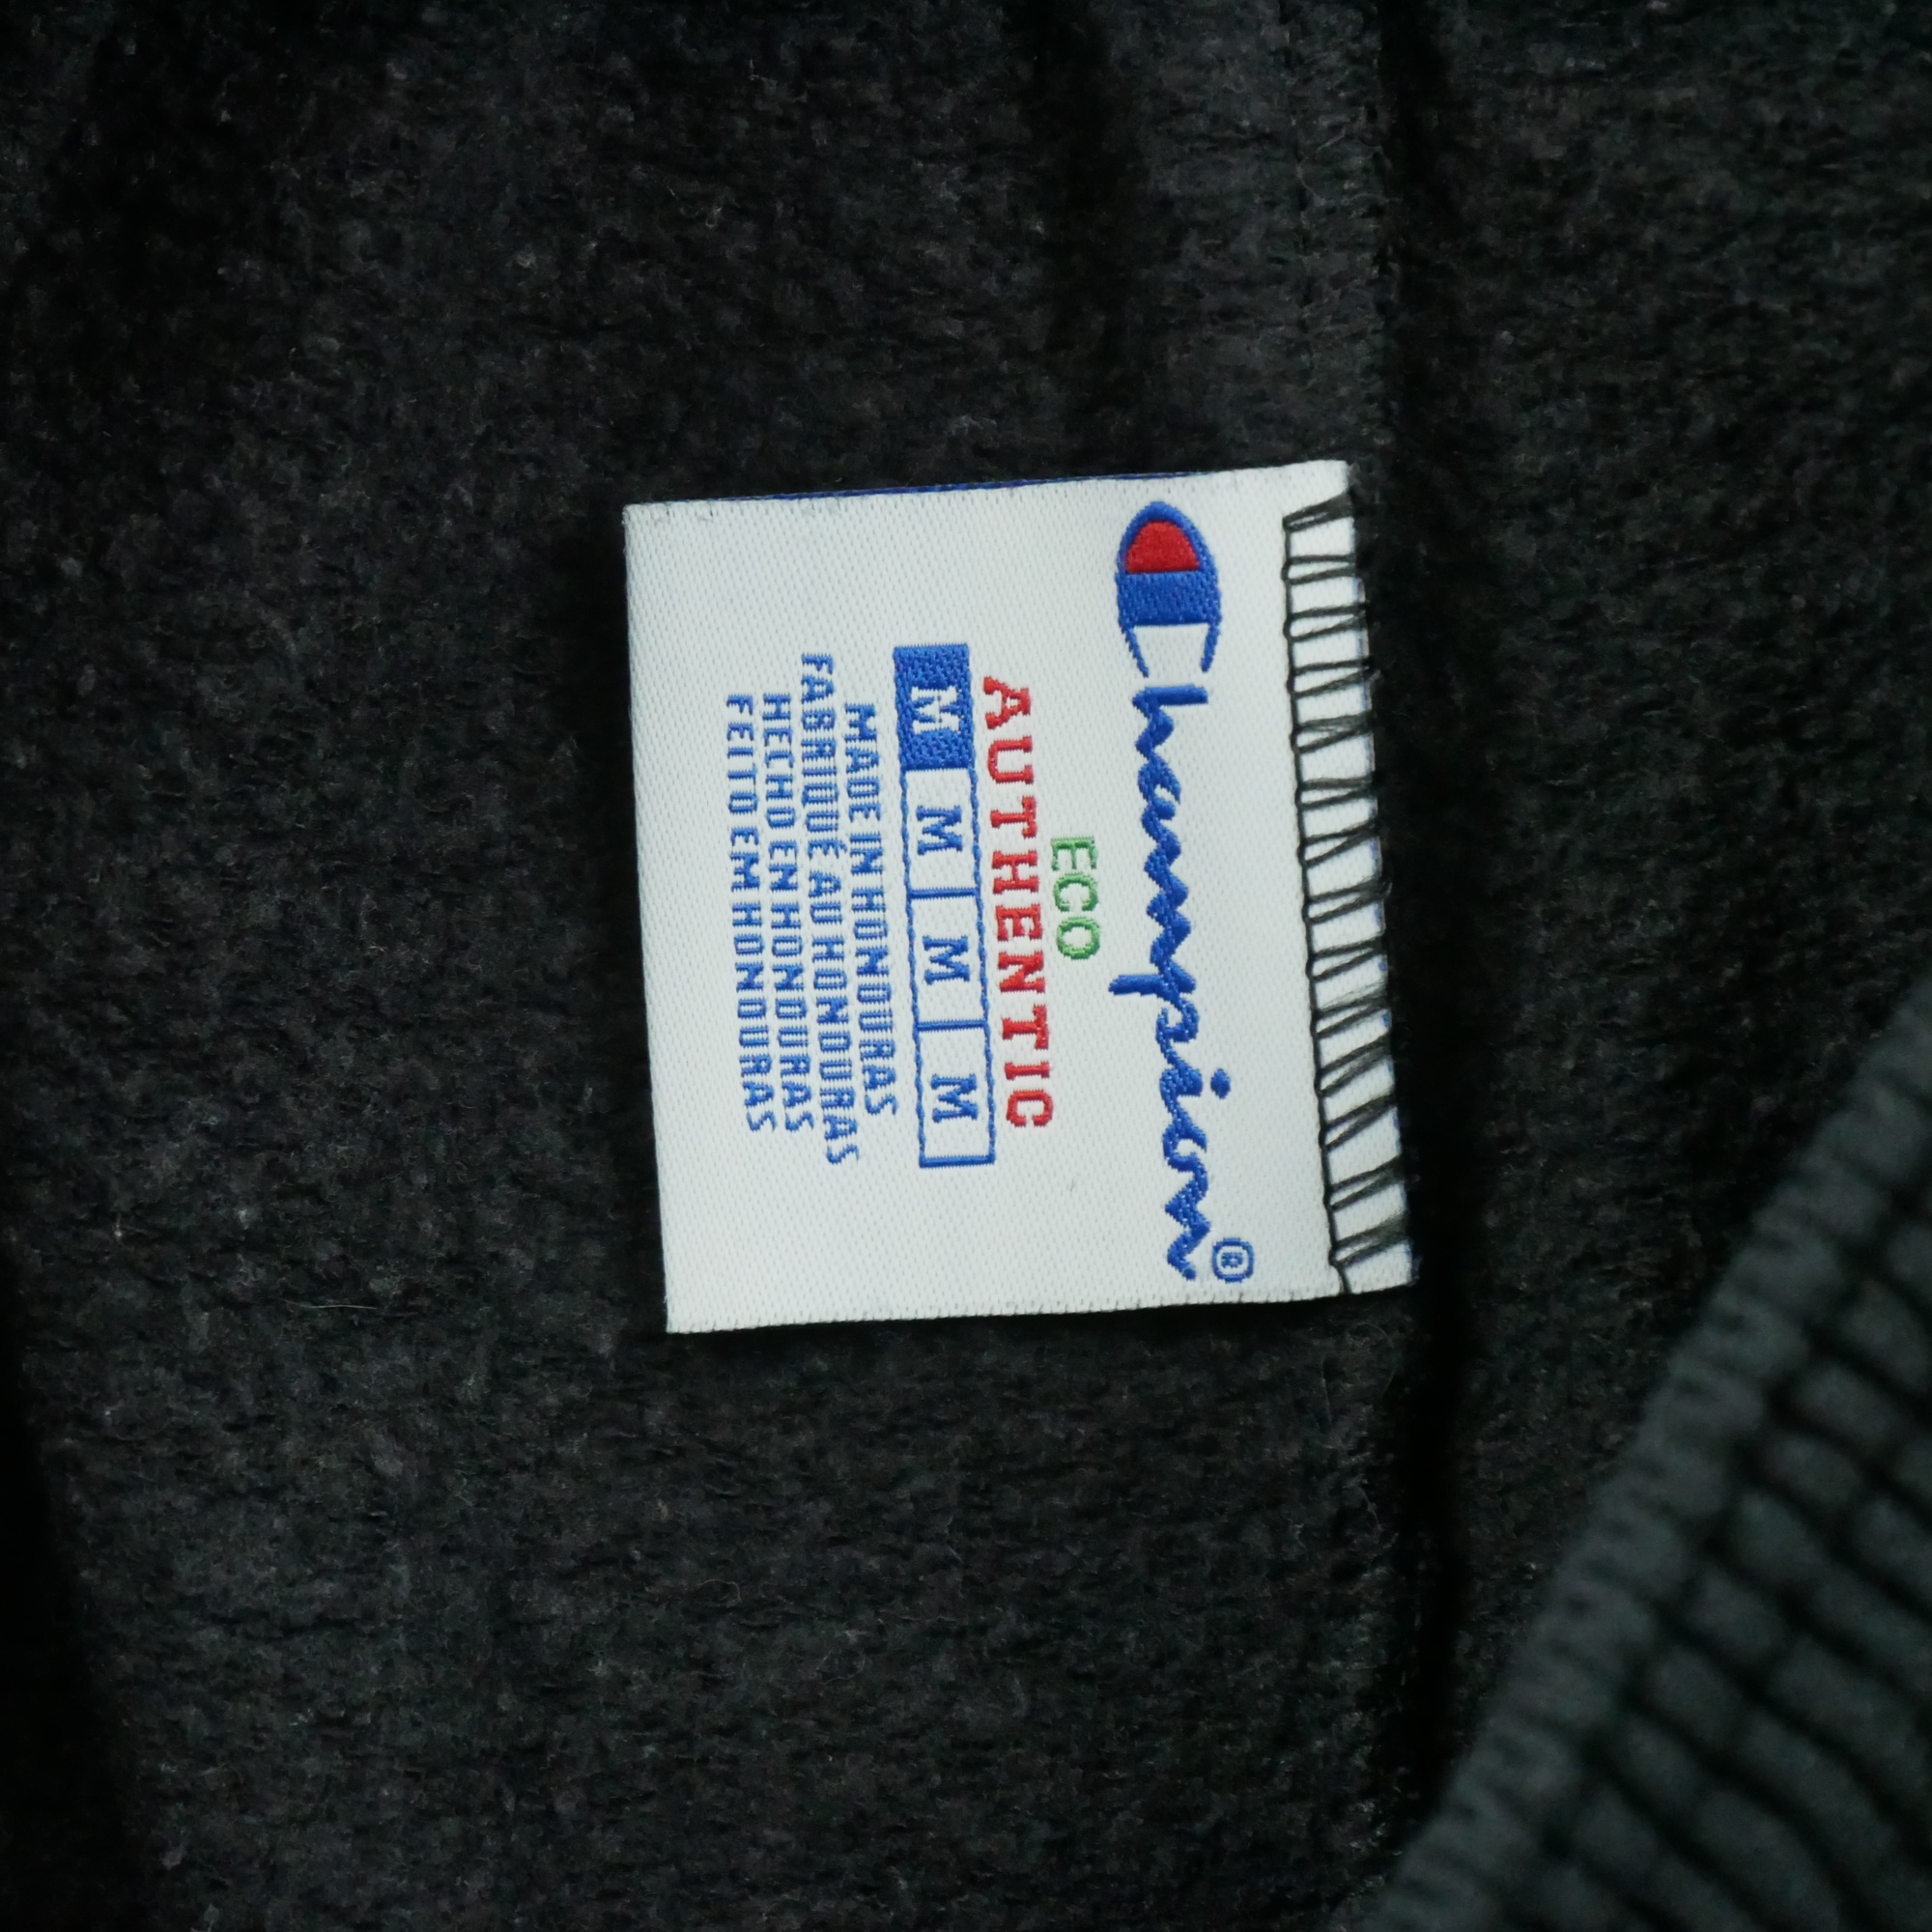 Champion®
ECO
AUTHENTIC
M M M M
MADE IN HONDURAS
FABRIQUÉ AU HONDURAS
HECHO EN HONDURAS
FEITO EM HONDURAS